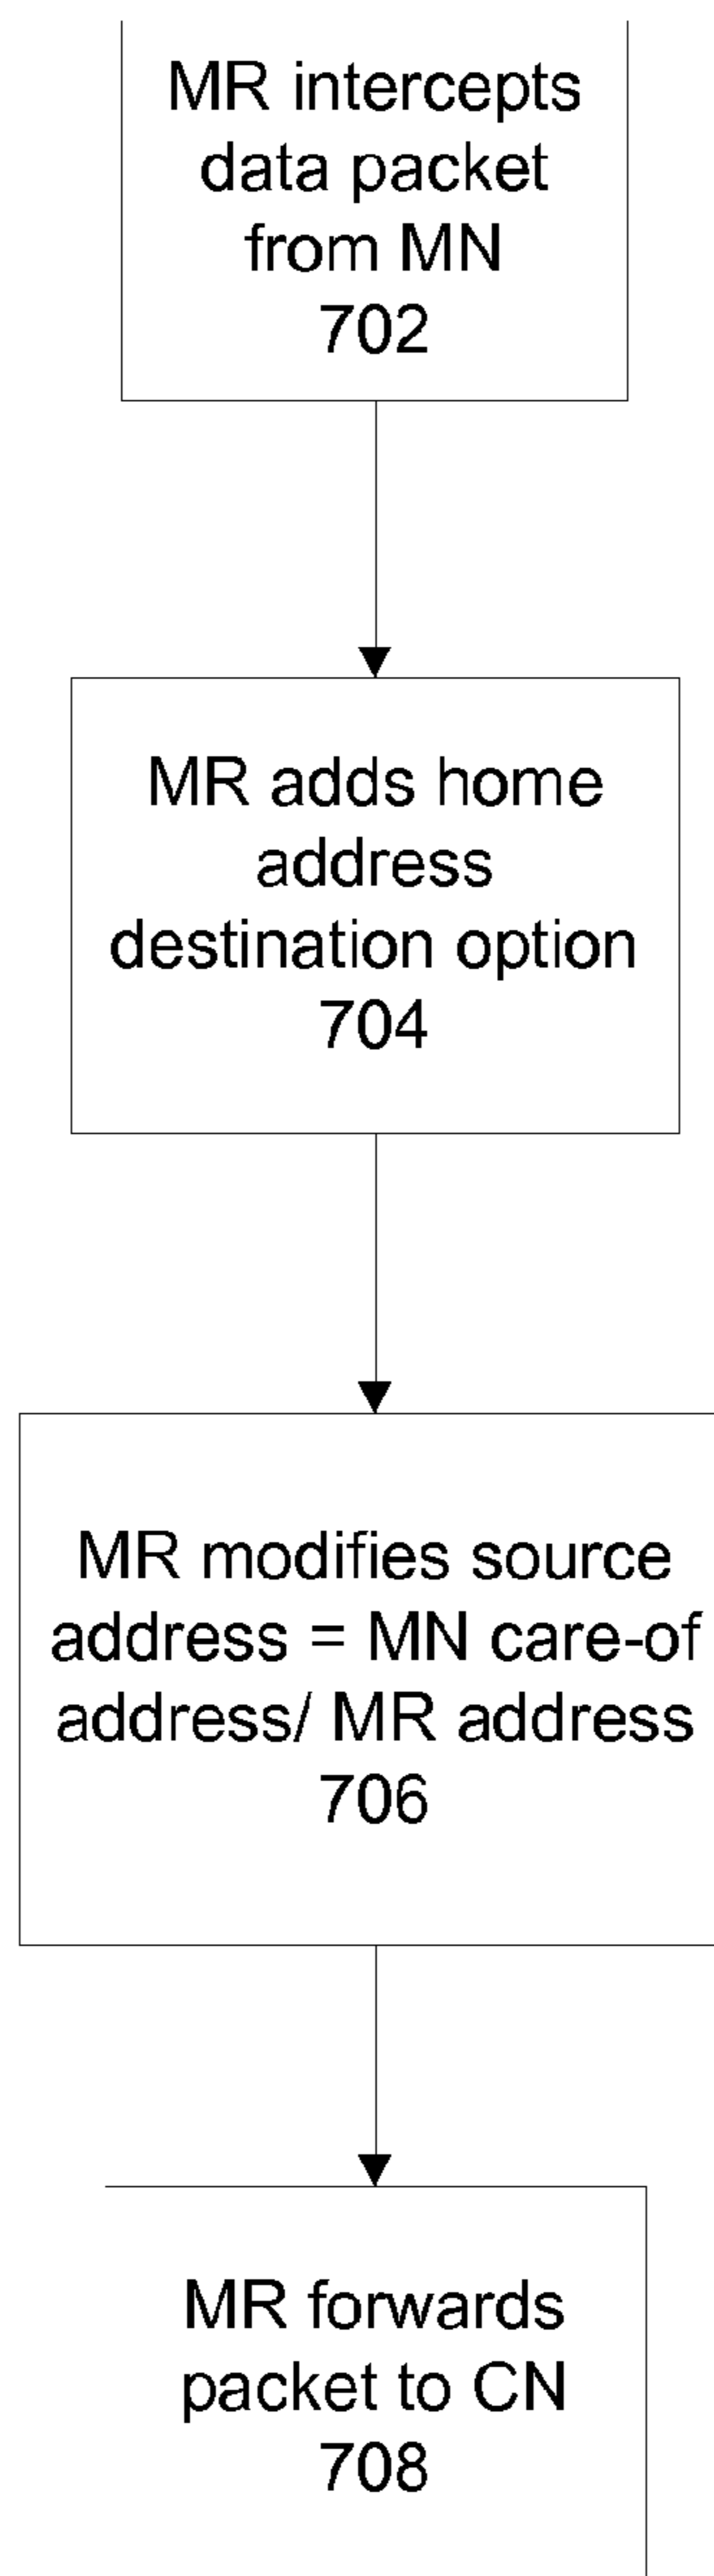 MR intercepts
data packet
from MN
702
MR adds home
address
destination option
704
MR modifies source
address = MN care-of
address/ MR address
706
MR forwards
packet to CN
708